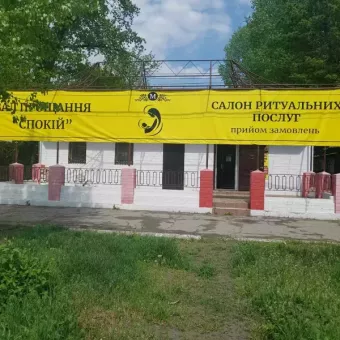 ПРОЩАННЯ
"СПОКІЙ"
М
САЛОН РИТУАЛЬНИХ
ПОСЛУГ
прийом замовлень